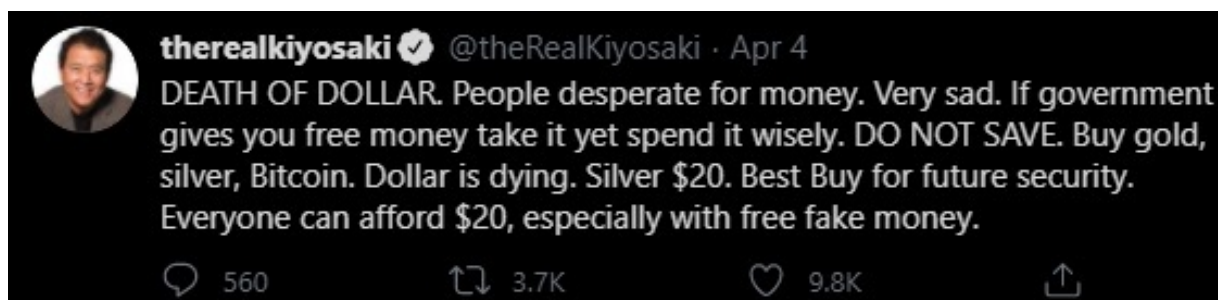 therealkiyosaki @theRealKiyosaki · Apr 4
DEATH OF DOLLAR. People desperate for money. Very sad. If government
gives you free money take it yet spend it wisely. DO NOT SAVE. Buy gold,
silver, Bitcoin. Dollar is dying. Silver $20. Best Buy for future security.
Everyone can afford $20, especially with free fake money.
560 3.7K 9.8K